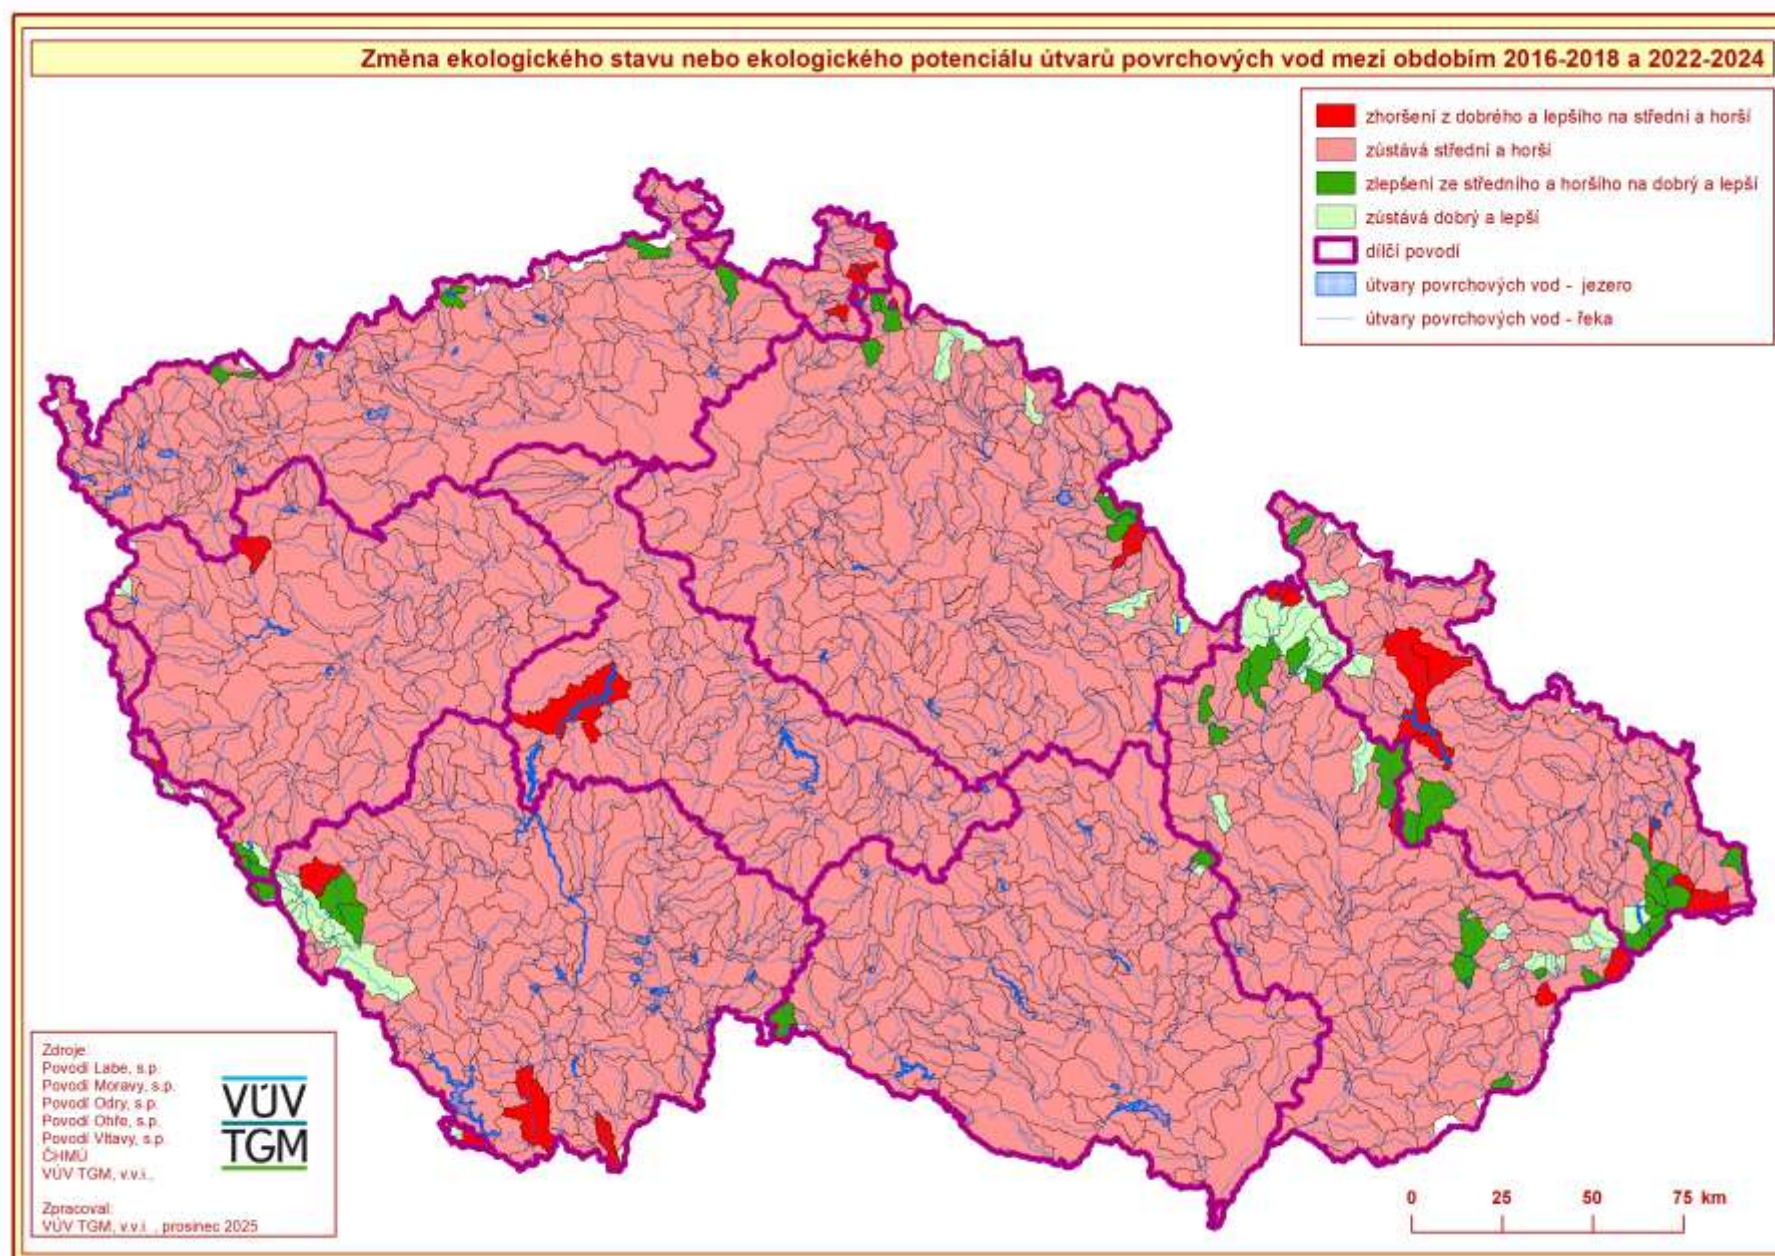 Změna ekologického stavu nebo ekologického potenciálu útvarů povrchových vod mezi obdobím 2016-2018 a 2022-2024
zhoršení z dobrého a lepšího na střední a horší
zůstává střední a horší
zlepšení ze středního a horšího na dobrý a lepší
zůstává dobrý a lepší
dílčí povodí
útvary povrchových vod - jezero
útvary povrchových vod - řeka
Zdroje:
Povodí Labe, s.p.
Povodí Moravy, s.p.
Povodí Odry, s.p.
Povodí Ohře, s.p.
Povodí Vltavy, s.p.
ČHMÚ
VÚV TGM, v.v.i.,
VÚV
TGM
Zpracoval:
VÚV TGM, v.v.i. , prosinec 2025
0 25 50 75 km